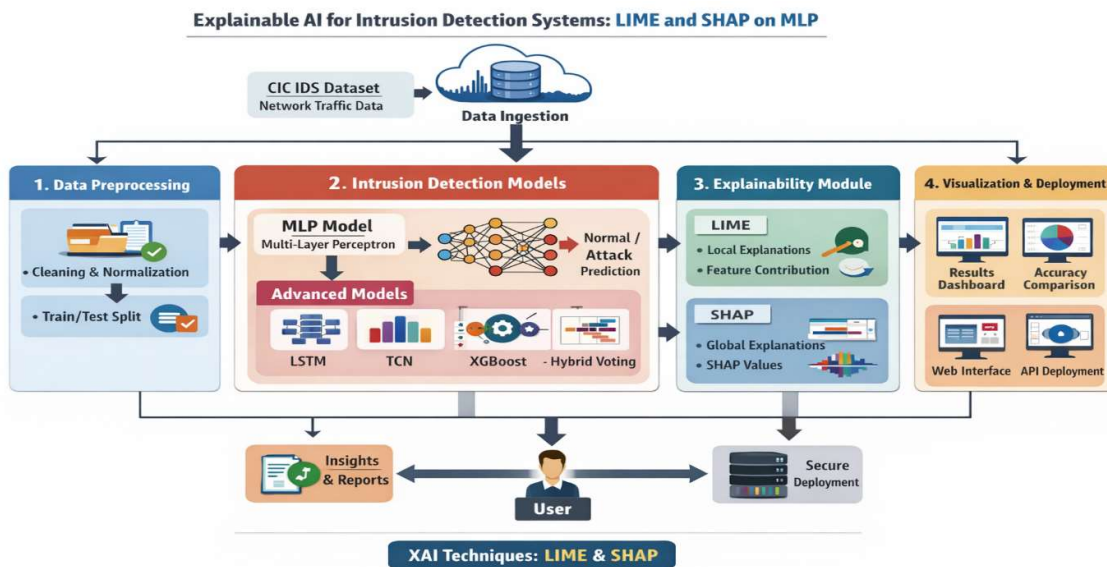 Explainable AI for Intrusion Detection Systems: LIME and SHAP on MLP
CIC IDS Dataset
Network Traffic Data
Data Ingestion
1. Data Preprocessing
• Cleaning & Normalization
• Train/Test Split
2. Intrusion Detection Models
MLP Model
Multi-Layer Perceptron
Normal /
Attack
Prediction
Advanced Models
LSTM
TCN
XGBoost
- Hybrid Voting
3. Explainability Module
LIME
• Local Explanations
• Feature Contribution
SHAP
• Global Explanations
• SHAP Values
4. Visualization & Deployment
Results
Dashboard
Accuracy
Comparison
Web Interface
API Deployment
Insights
& Reports
User
Secure
Deployment
XAI Techniques: LIME & SHAP